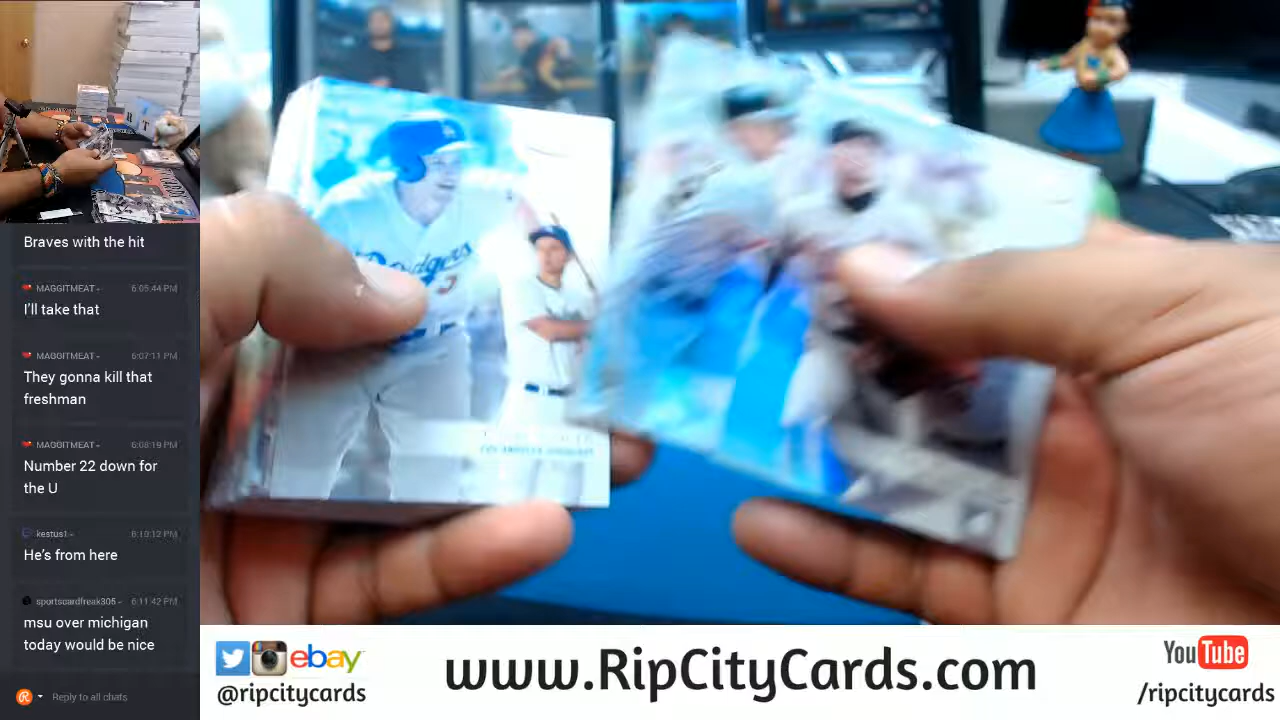 Braves with the hit
MAGGITMEAT - 6:05:44 PM
I'll take that
MAGGITMEAT - 6:07:11 PM
They gonna kill that
freshman
MAGGITMEAT - 6:08:19 PM
Number 22 down for
the U
kestus1 - 6:10:12 PM
He's from here
sportscardfreak305 - 6:11:42 PM
msu over michigan
today would be nice
Reply to all chats
Dodgers
ebay
@ripcitycards
www.RipCityCards.com
YouTube
/ripcitycards